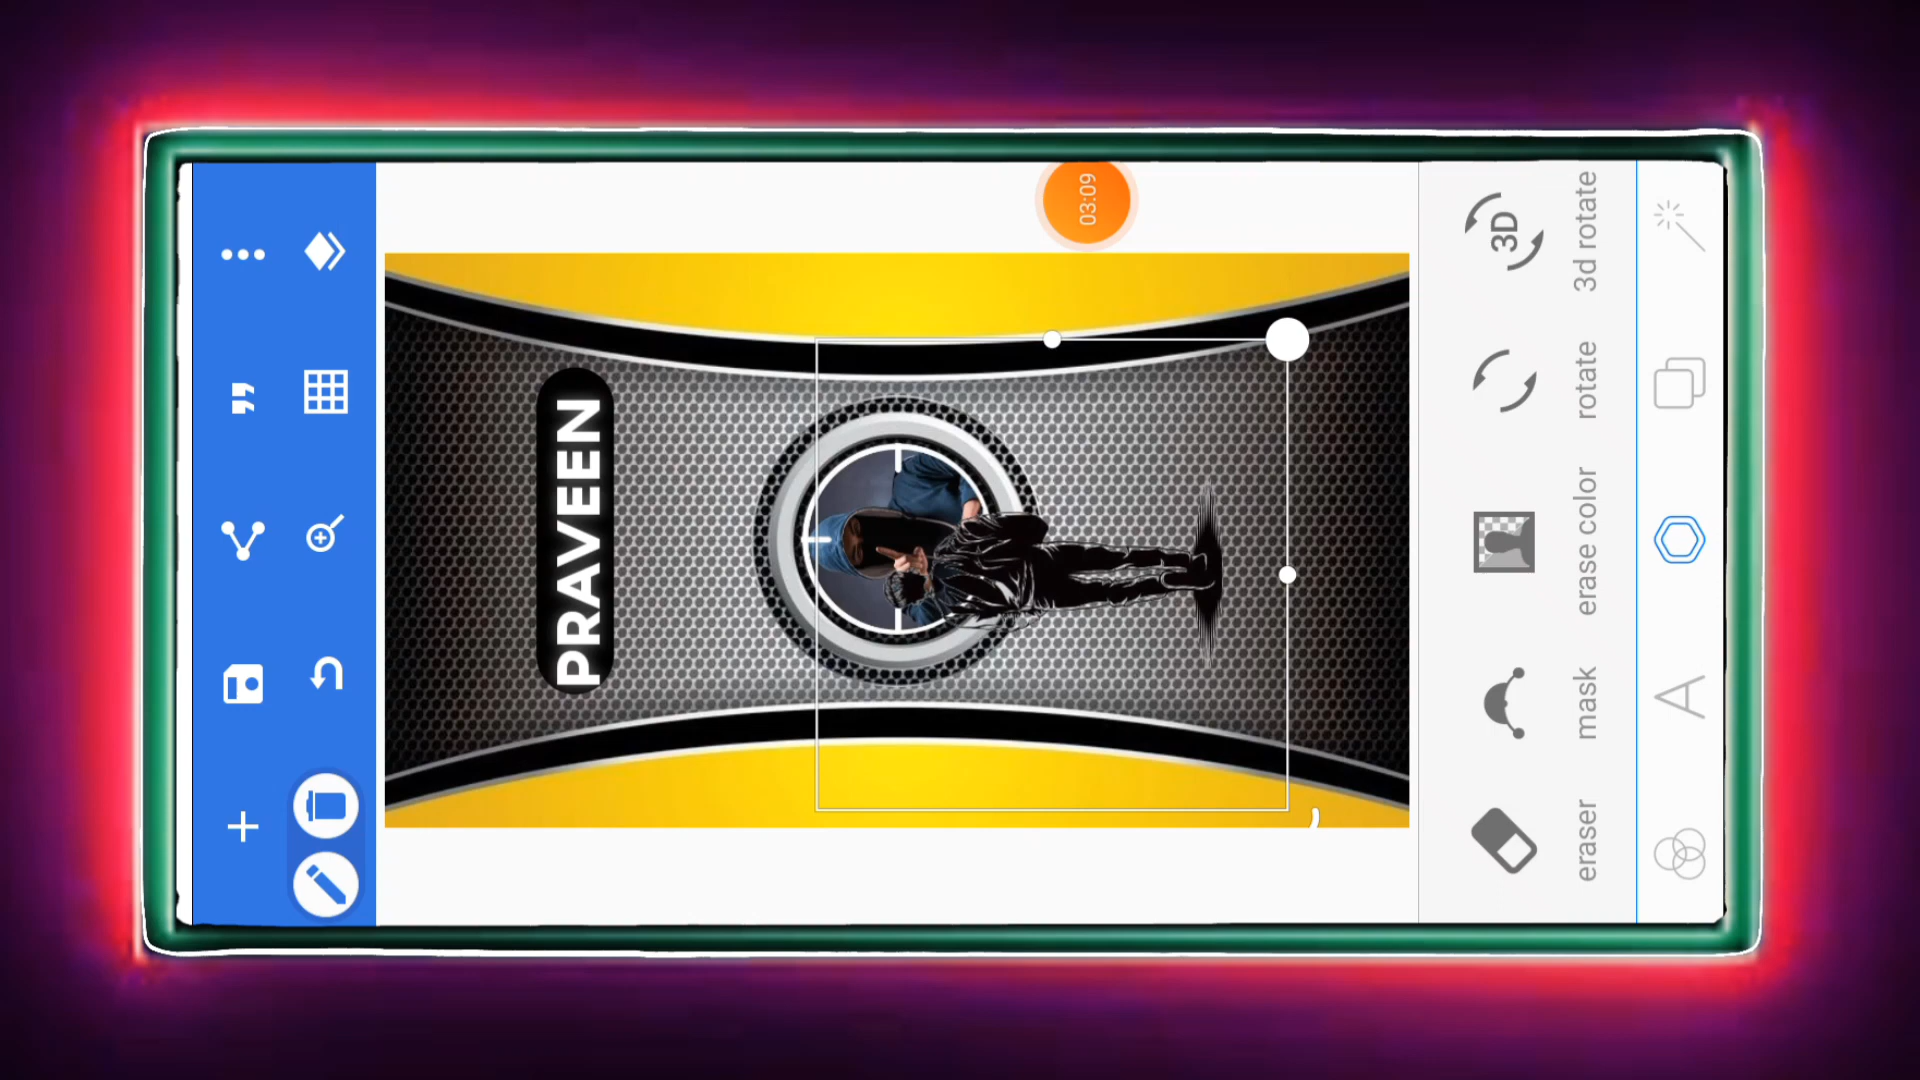 03:09
PRAVEEN
3D
eraser
mask
erase color
rotate
3d rotate